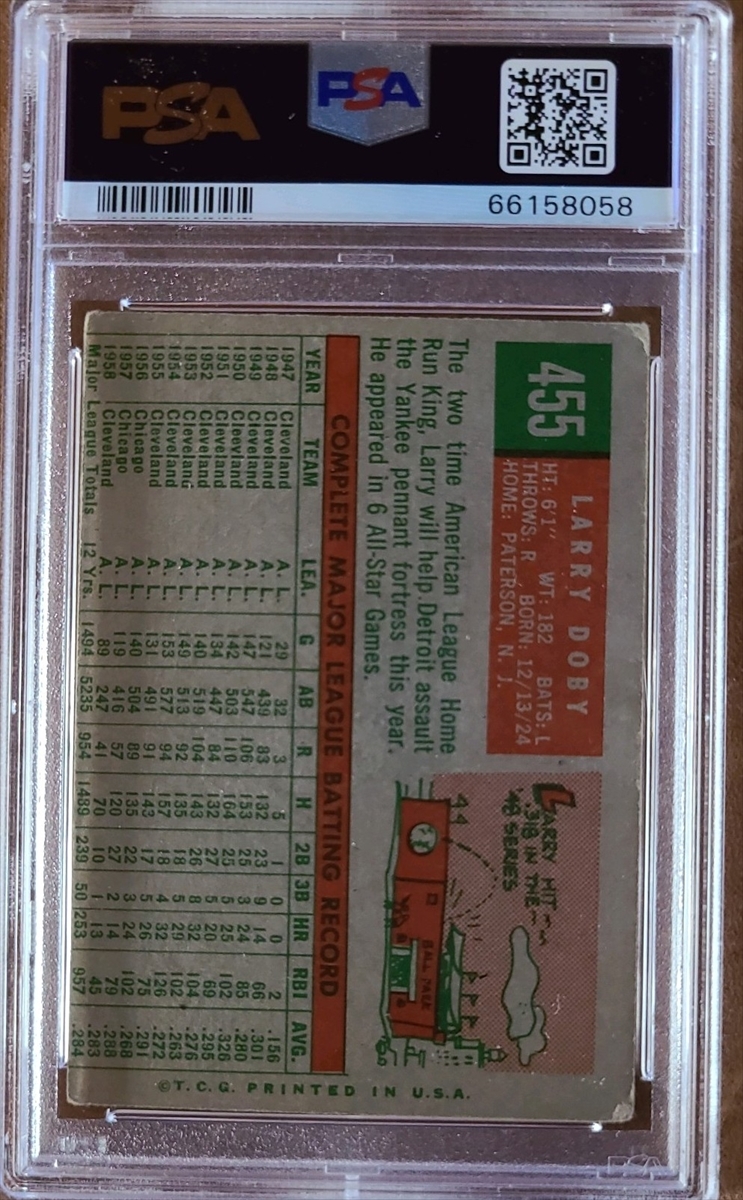 PSA
PSA
66158058
455
LARRY DOBY
HT: 6'1" WT: 182 BATS: L
THROWS: R BORN: 12/13/24
HOME: PATERSON, N. J.
The two time American League Home
Run King, Larry will help Detroit assault
the Yankee pennant fortress this year.
He appeared in 6 All-Star Games.
LARRY HIT
.318 IN THE
'48 SERIES
BALL PARK
COMPLETE MAJOR LEAGUE BATTING RECORD
YEAR TEAM LEA. G AB R H 2B 3B HR RBI AVG.
1947 Cleveland A. L. 29 32 3 5 1 0 0 2 .156
1948 Cleveland A. L. 121 439 83 132 23 9 14 66 .301
1949 Cleveland A. L. 147 547 106 153 25 3 24 85 .280
1950 Cleevland A. L. 142 503 110 164 25 5 25 102 .326
1951 Cleveland A. L. 134 447 84 132 27 5 20 69 .295
1952 Cleveland A. L. 140 519 104 143 26 8 32 104 .276
1953 Cleveland A. L. 149 513 92 135 18 5 29 102 .263
1954 Cleveland A. L. 153 577 94 157 18 4 32 126 .272
1955 Cleveland A. L. 131 491 91 143 17 5 26 75 .291
1956 Chicago A. L. 140 504 89 135 22 3 24 102 .268
1957 Chicago A. L. 119 416 57 120 27 2 14 79 .288
1958 Cleveland A. L. 89 247 41 70 10 1 13 45 .283
Major League Totals 12 Yrs. 1494 5235 954 1489 239 50 253 957 .284
©T.C.G. PRINTED IN U.S.A.
PSA